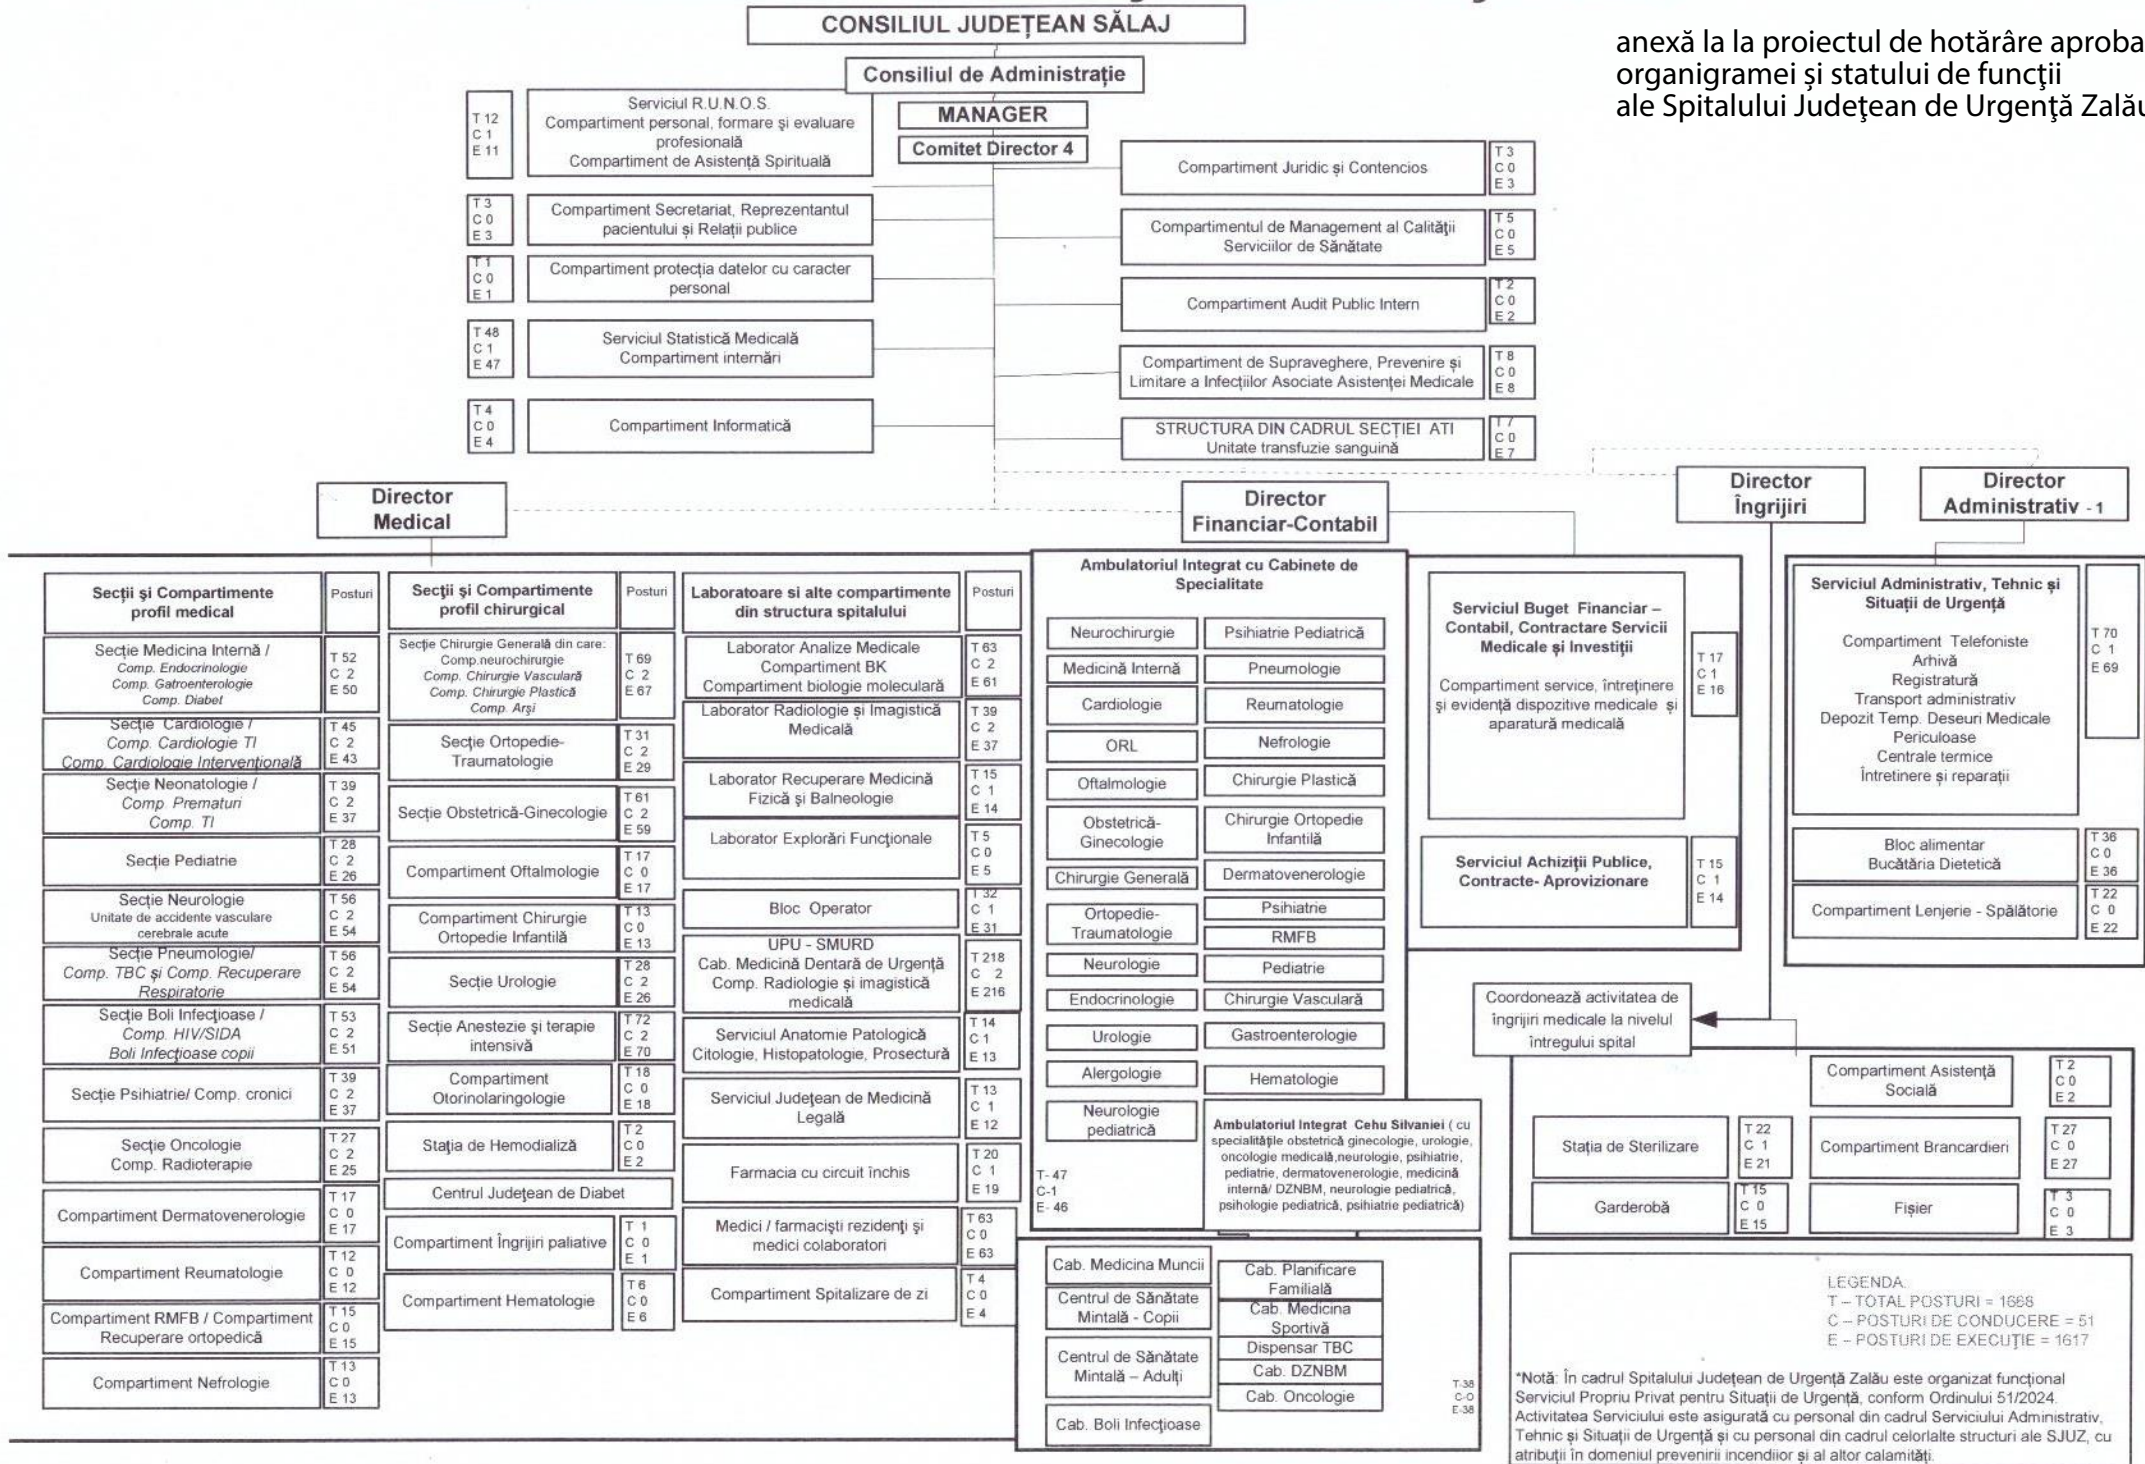 CONSILIUL JUDEȚEAN SĂLAJ
anexă la la proiectul de hotărâre aproba
organigramei și statului de funcţii
ale Spitalului Judeţean de Urgenţă Zalău
Consiliul de Administrație
MANAGER
Comitet Director 4
T 12
C 1
E 11
Serviciul R.U.N.O.S.
Compartiment personal, formare și evaluare
profesională
Compartiment de Asistență Spirituală
T 3
C 0
E 3
Compartiment Secretariat, Reprezentantul
pacientului și Relații publice
T 1
C 0
E 1
Compartiment protecția datelor cu caracter
personal
T 48
C 1
E 47
Serviciul Statistică Medicală
Compartiment internări
T 4
C 0
E 4
Compartiment Informatică
Compartiment Juridic și Contencios
T 3
C 0
E 3
Compartimentul de Management al Calității
Serviciilor de Sănătate
T 5
C 0
E 5
Compartiment Audit Public Intern
T 2
C 0
E 2
Compartiment de Supraveghere, Prevenire și
Limitare a Infecțiilor Asociate Asistenței Medicale
T 8
C 0
E 8
STRUCTURA DIN CADRUL SECȚIEI ATI
Unitate transfuzie sanguină
T 7
C 0
E 7
Director
Medical
Director
Financiar-Contabil
Director
Îngrijiri
Director
Administrativ - 1
Secții și Compartimente
profil medical
Posturi
Secție Medicina Internă /
Comp. Endocrinologie
Comp. Gatroenterologie
Comp. Diabet
T 52
C 2
E 50
Secție Cardiologie /
Comp. Cardiologie TI
Comp. Cardiologie Intervențională
T 45
C 2
E 43
Secție Neonatologie /
Comp. Prematuri
Comp. TI
T 39
C 2
E 37
Secție Pediatrie
T 28
C 2
E 26
Secție Neurologie
Unitate de accidente vasculare
cerebrale acute
T 56
C 2
E 54
Secție Pneumologie/
Comp. TBC și Comp. Recuperare
Respiratorie
T 56
C 2
E 54
Secție Boli Infecțioase /
Comp. HIV/SIDA
Boli Infecțioase copii
T 53
C 2
E 51
Secție Psihiatrie/ Comp. cronici
T 39
C 2
E 37
Secție Oncologie
Comp. Radioterapie
T 27
C 2
E 25
Compartiment Dermatovenerologie
T 17
C 0
E 17
Compartiment Reumatologie
T 12
C 0
E 12
Compartiment RMFB / Compartiment
Recuperare ortopedică
T 15
C 0
E 15
Compartiment Nefrologie
T 13
C 0
E 13
Secții și Compartimente
profil chirurgical
Posturi
Secție Chirurgie Generală din care:
Comp.neurochirurgie
Comp. Chirurgie Vasculară
Comp. Chirurgie Plastică
Comp. Arși
T 69
C 2
E 67
Secție Ortopedie-
Traumatologie
T 31
C 2
E 29
Secție Obstetrică-Ginecologie
T 61
C 2
E 59
Compartiment Oftalmologie
T 17
C 0
E 17
Compartiment Chirurgie
Ortopedie Infantilă
T 13
C 0
E 13
Secție Urologie
T 28
C 2
E 26
Secție Anestezie și terapie
intensivă
T 72
C 2
E 70
Compartiment
Otorinolaringologie
T 18
C 0
E 18
Stația de Hemodializă
T 2
C 0
E 2
Centrul Județean de Diabet
Compartiment Îngrijiri paliative
T 1
C 0
E 1
Compartiment Hematologie
T 6
C 0
E 6
Laboratoare si alte compartimente
din structura spitalului
Posturi
Laborator Analize Medicale
Compartiment BK
Compartiment biologie moleculară
T 63
C 2
E 61
Laborator Radiologie și Imagistică
Medicală
T 39
C 2
E 37
Laborator Recuperare Medicină
Fizică și Balneologie
T 15
C 1
E 14
Laborator Explorări Funcționale
T 5
C 0
E 5
Bloc Operator
T 32
C 1
E 31
UPU - SMURD
Cab. Medicină Dentară de Urgență
Comp. Radiologie și imagistică
medicală
T 218
C 2
E 216
Serviciul Anatomie Patologică
Citologie, Histopatologie, Prosectură
T 14
C 1
E 13
Serviciul Județean de Medicină
Legală
T 13
C 1
E 12
Farmacia cu circuit închis
T 20
C 1
E 19
Medici / farmaciști rezidenți și
medici colaboratori
T 63
C 0
E 63
Compartiment Spitalizare de zi
T 4
C 0
E 4
Ambulatoriul Integrat cu Cabinete de
Specialitate
Neurochirurgie
Psihiatrie Pediatrică
Medicină Internă
Pneumologie
Cardiologie
Reumatologie
ORL
Nefrologie
Oftalmologie
Chirurgie Plastică
Obstetrică-
Ginecologie
Chirurgie Ortopedie
Infantilă
Chirurgie Generală
Dermatovenerologie
Ortopedie-
Traumatologie
Psihiatrie
RMFB
Neurologie
Pediatrie
Endocrinologie
Chirurgie Vasculară
Urologie
Gastroenterologie
Alergologie
Hematologie
Neurologie
pediatrică
T- 47
C-1
E- 46
Ambulatoriul Integrat Cehu Silvaniei ( cu
specialitățile obstetrică ginecologie, urologie,
oncologie medicală,neurologie, psihiatrie,
pediatrie, dermatovenerologie, medicină
internă/ DZNBM, neurologie pediatrică,
psihologie pediatrică, psihiatrie pediatrică)
Cab. Medicina Muncii
Centrul de Sănătate
Mintală - Copii
Centrul de Sănătate
Mintală – Adulți
Cab. Boli Infecțioase
Cab. Planificare
Familială
Cab. Medicina
Sportivă
Dispensar TBC
Cab. DZNBM
Cab. Oncologie
T-38
C-O
E-38
Serviciul Buget Financiar –
Contabil, Contractare Servicii
Medicale și Investiții
Compartiment service, întreținere
și evidență dispozitive medicale și
aparatură medicală
T 17
C 1
E 16
Serviciul Achiziții Publice,
Contracte- Aprovizionare
T 15
C 1
E 14
Serviciul Administrativ, Tehnic și
Situații de Urgență
Compartiment Telefoniste
Arhivă
Registratură
Transport administrativ
Depozit Temp. Deseuri Medicale
Periculoase
Centrale termice
Întretinere și reparații
T 70
C 1
E 69
Bloc alimentar
Bucătăria Dietetică
T 36
C 0
E 36
Compartiment Lenjerie - Spălătorie
T 22
C 0
E 22
Coordonează activitatea de
îngrijiri medicale la nivelul
întregului spital
Compartiment Asistență
Socială
T 2
C 0
E 2
Stația de Sterilizare
T 22
C 1
E 21
Compartiment Brancardieri
T 27
C 0
E 27
Garderobă
T 15
C 0
E 15
Fișier
T 3
C 0
E 3
LEGENDA.
T – TOTAL POSTURI = 1668
C – POSTURI DE CONDUCERE = 51
E – POSTURI DE EXECUȚIE = 1617
*Notă: În cadrul Spitalului Județean de Urgență Zalău este organizat funcțional
Serviciul Propriu Privat pentru Situații de Urgență, conform Ordinului 51/2024.
Activitatea Serviciului este asigurată cu personal din cadrul Serviciului Administrativ,
Tehnic și Situații de Urgență și cu personal din cadrul celorlalte structuri ale SJUZ, cu
atribuții în domeniul prevenirii incendiior și al altor calamități.